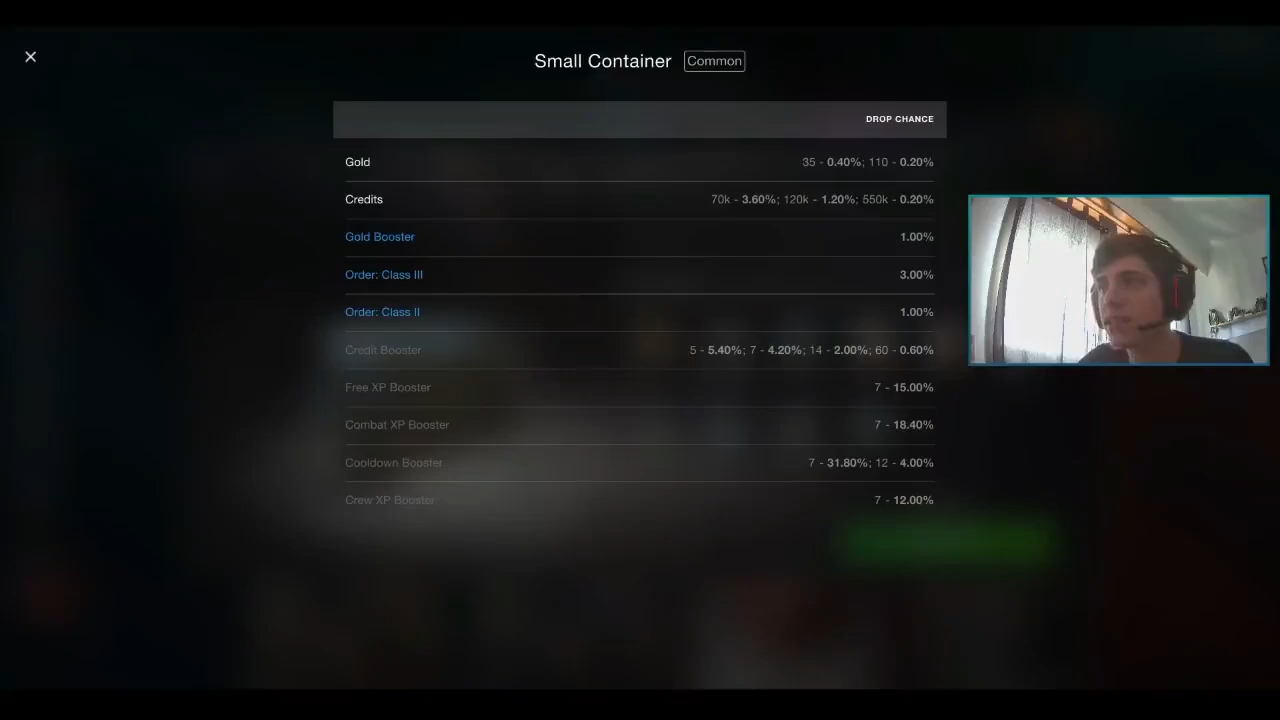 Small Container Common
DROP CHANCE
Gold 35 - 0.40%; 110 - 0.20%
Credits 70k - 3.60%; 120k - 1.20%; 550k - 0.20%
Gold Booster 1.00%
Order: Class III 3.00%
Order: Class II 1.00%
Credit Booster 5 - 5.40%; 7 - 4.20%; 14 - 2.00%; 60 - 0.60%
Free XP Booster 7 - 15.00%
Combat XP Booster 7 - 18.40%
Cooldown Booster 7 - 31.80%; 12 - 4.00%
Crew XP Booster 7 - 12.00%